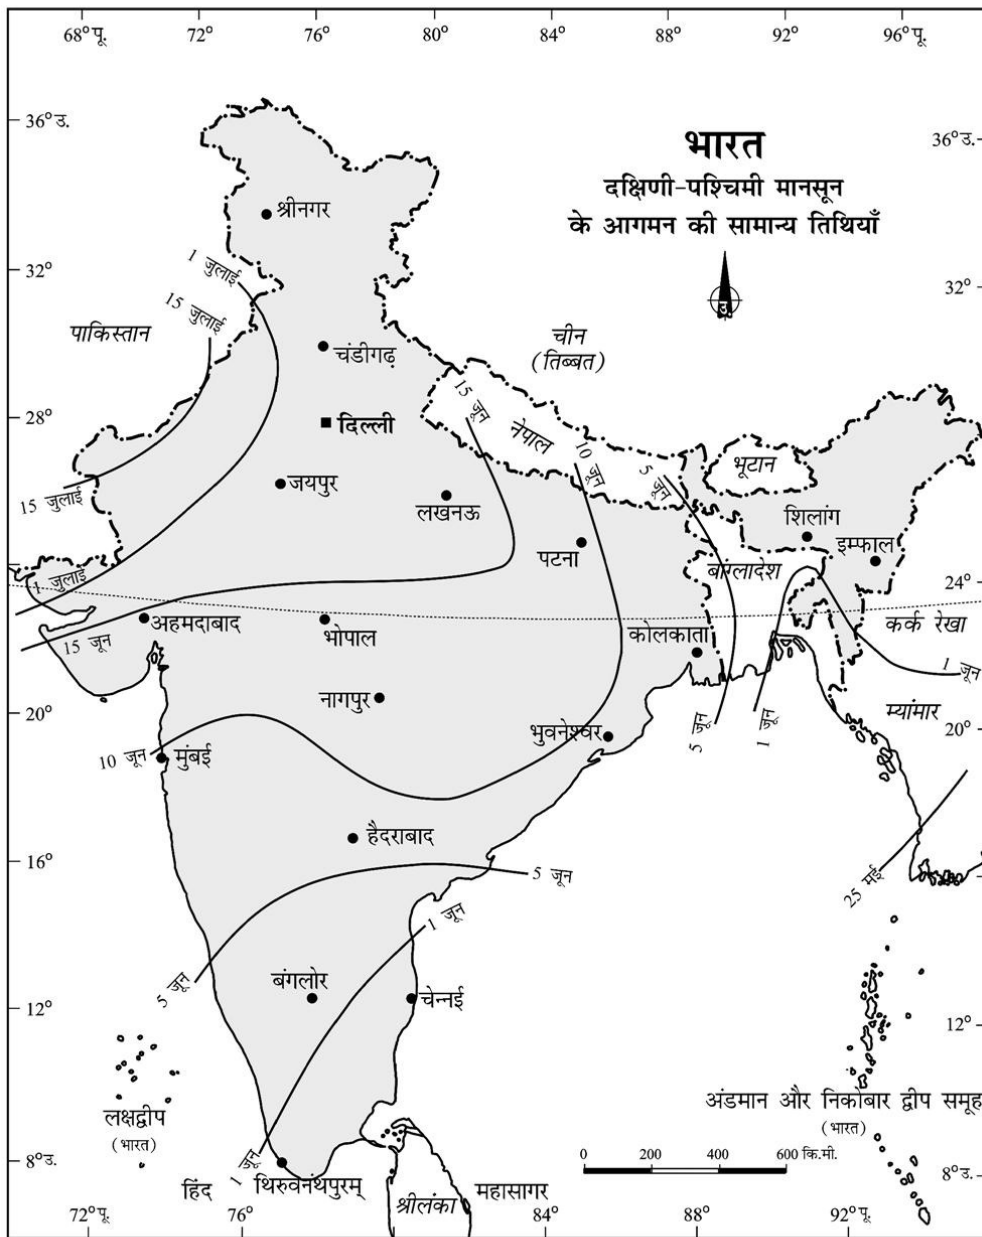 68° पू.
72°
76°
80°
84°
88°
92°
96° पू.
36° उ.
36° उ.
भारत
दक्षिणी-पश्चिमी मानसून
के आगमन की सामान्य तिथियाँ
उ
श्रीनगर
32°
32°
1 जुलाई
15 जुलाई
पाकिस्तान
चंडीगढ़
चीन
(तिब्बत)
28°
28°
दिल्ली
15 जून
नेपाल
10 जून
5 जून
भूटान
15 जुलाई
जयपुर
लखनऊ
शिलांग
पटना
इम्फाल
बांग्लादेश
1 जुलाई
24°
अहमदाबाद
भोपाल
कोलकाता
कर्क रेखा
15 जून
1 जून
नागपुर
20°
20°
म्यांमार
भुवनेश्वर
5 जून
1 जून
10 जून
मुंबई
हैदराबाद
16°
5 जून
25 मई
1 जून
5 जून
बंगलोर
चेन्नई
12°
12°
लक्षद्वीप
(भारत)
अंडमान और निकोबार द्वीप समूह
(भारत)
8° उ.
8° उ.
1 जून
0 200 400 600 कि.मी.
हिंद
थिरुवनंथपुरम्
श्रीलंका
महासागर
72° पू.
76°
84°
88°
92° पू.